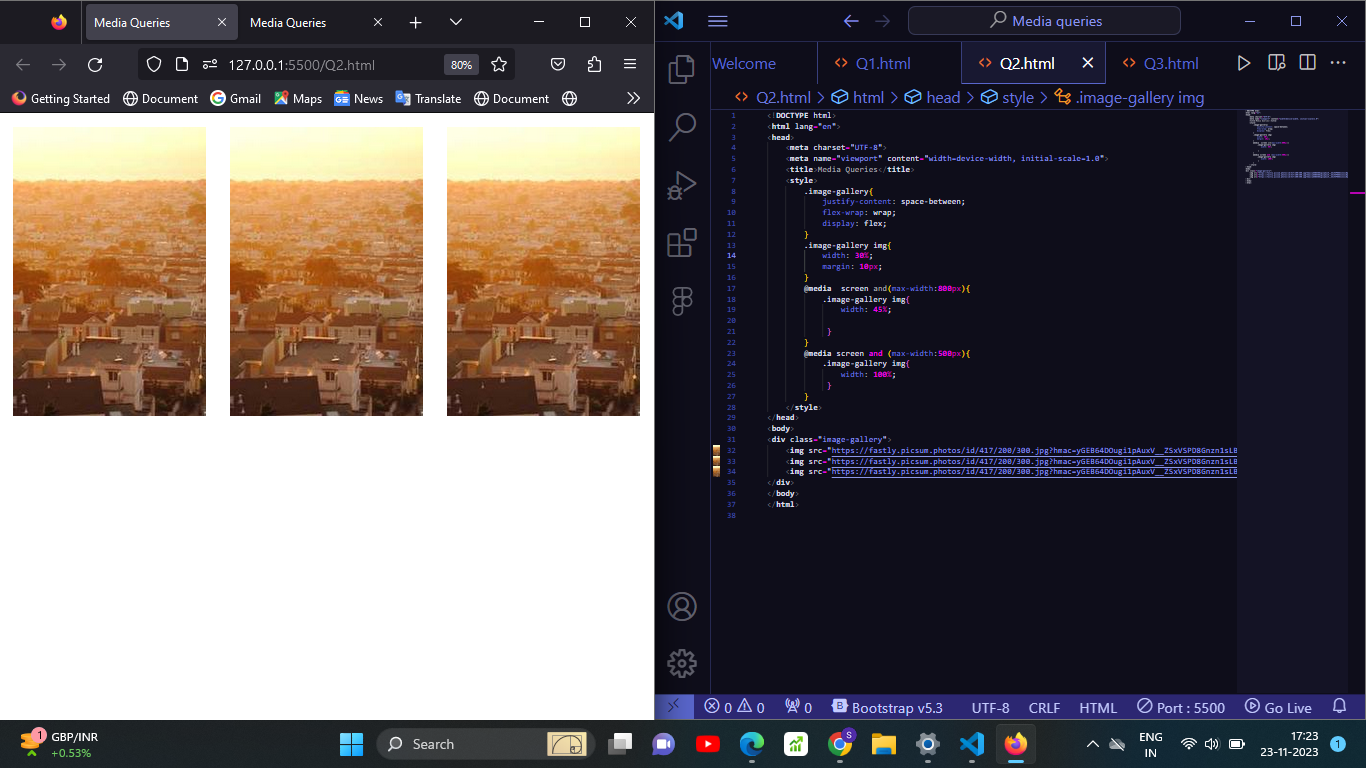 Media Queries
Media Queries
127.0.0.1:5500/Q2.html
80%
Getting Started
Document
Gmail
Maps
News
Translate
Document
Media queries
Welcome
Q1.html
Q2.html
Q3.html
Q2.html > html > head > style > .image-gallery img
1 <!DOCTYPE html>
2 <html lang="en">
3 <head>
4 <meta charset="UTF-8">
5 <meta name="viewport" content="width=device-width, initial-scale=1.0">
6 <title>Media Queries</title>
7 <style>
8 .image-gallery{
9 justify-content: space-between;
10 flex-wrap: wrap;
11 display: flex;
12 }
13 .image-gallery img{
14 width: 30%;
15 margin: 10px;
16 }
17 @media  screen and(max-width:800px){
18 .image-gallery img{
19 width: 45%;
20
21 }
22 }
23 @media screen and (max-width:500px){
24 .image-gallery img{
25 width: 100%;
26 }
27 }
28 </style>
29 </head>
30 <body>
31 <div class="image-gallery">
32 <img src="https://fastly.picsum.photos/id/417/200/300.jpg?hmac=
33 <img src="https://fastly.picsum.photos/id/417/200/300.jpg?hmac=
34 <img src="https://fastly.picsum.photos/id/417/200/300.jpg?hmac=
35 </div>
36 </body>
37 </html>
38
0 0 0 Bootstrap v5.3 UTF-8 CRLF HTML Port : 5500 Go Live
1
GBP/INR
+0.53%
Search
S
ENG
IN
17:23
23-11-2023
1